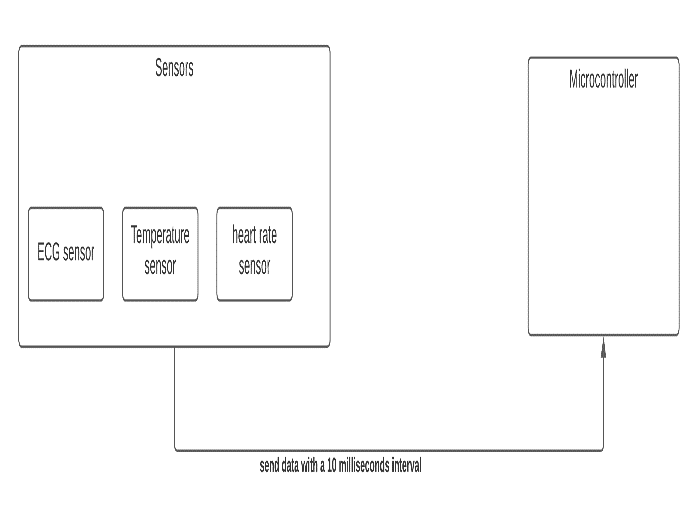 Sensors
Microcontroller
ECG sensor
Temperature
sensor
heart rate
sensor
send data with a 10 milliseconds interval